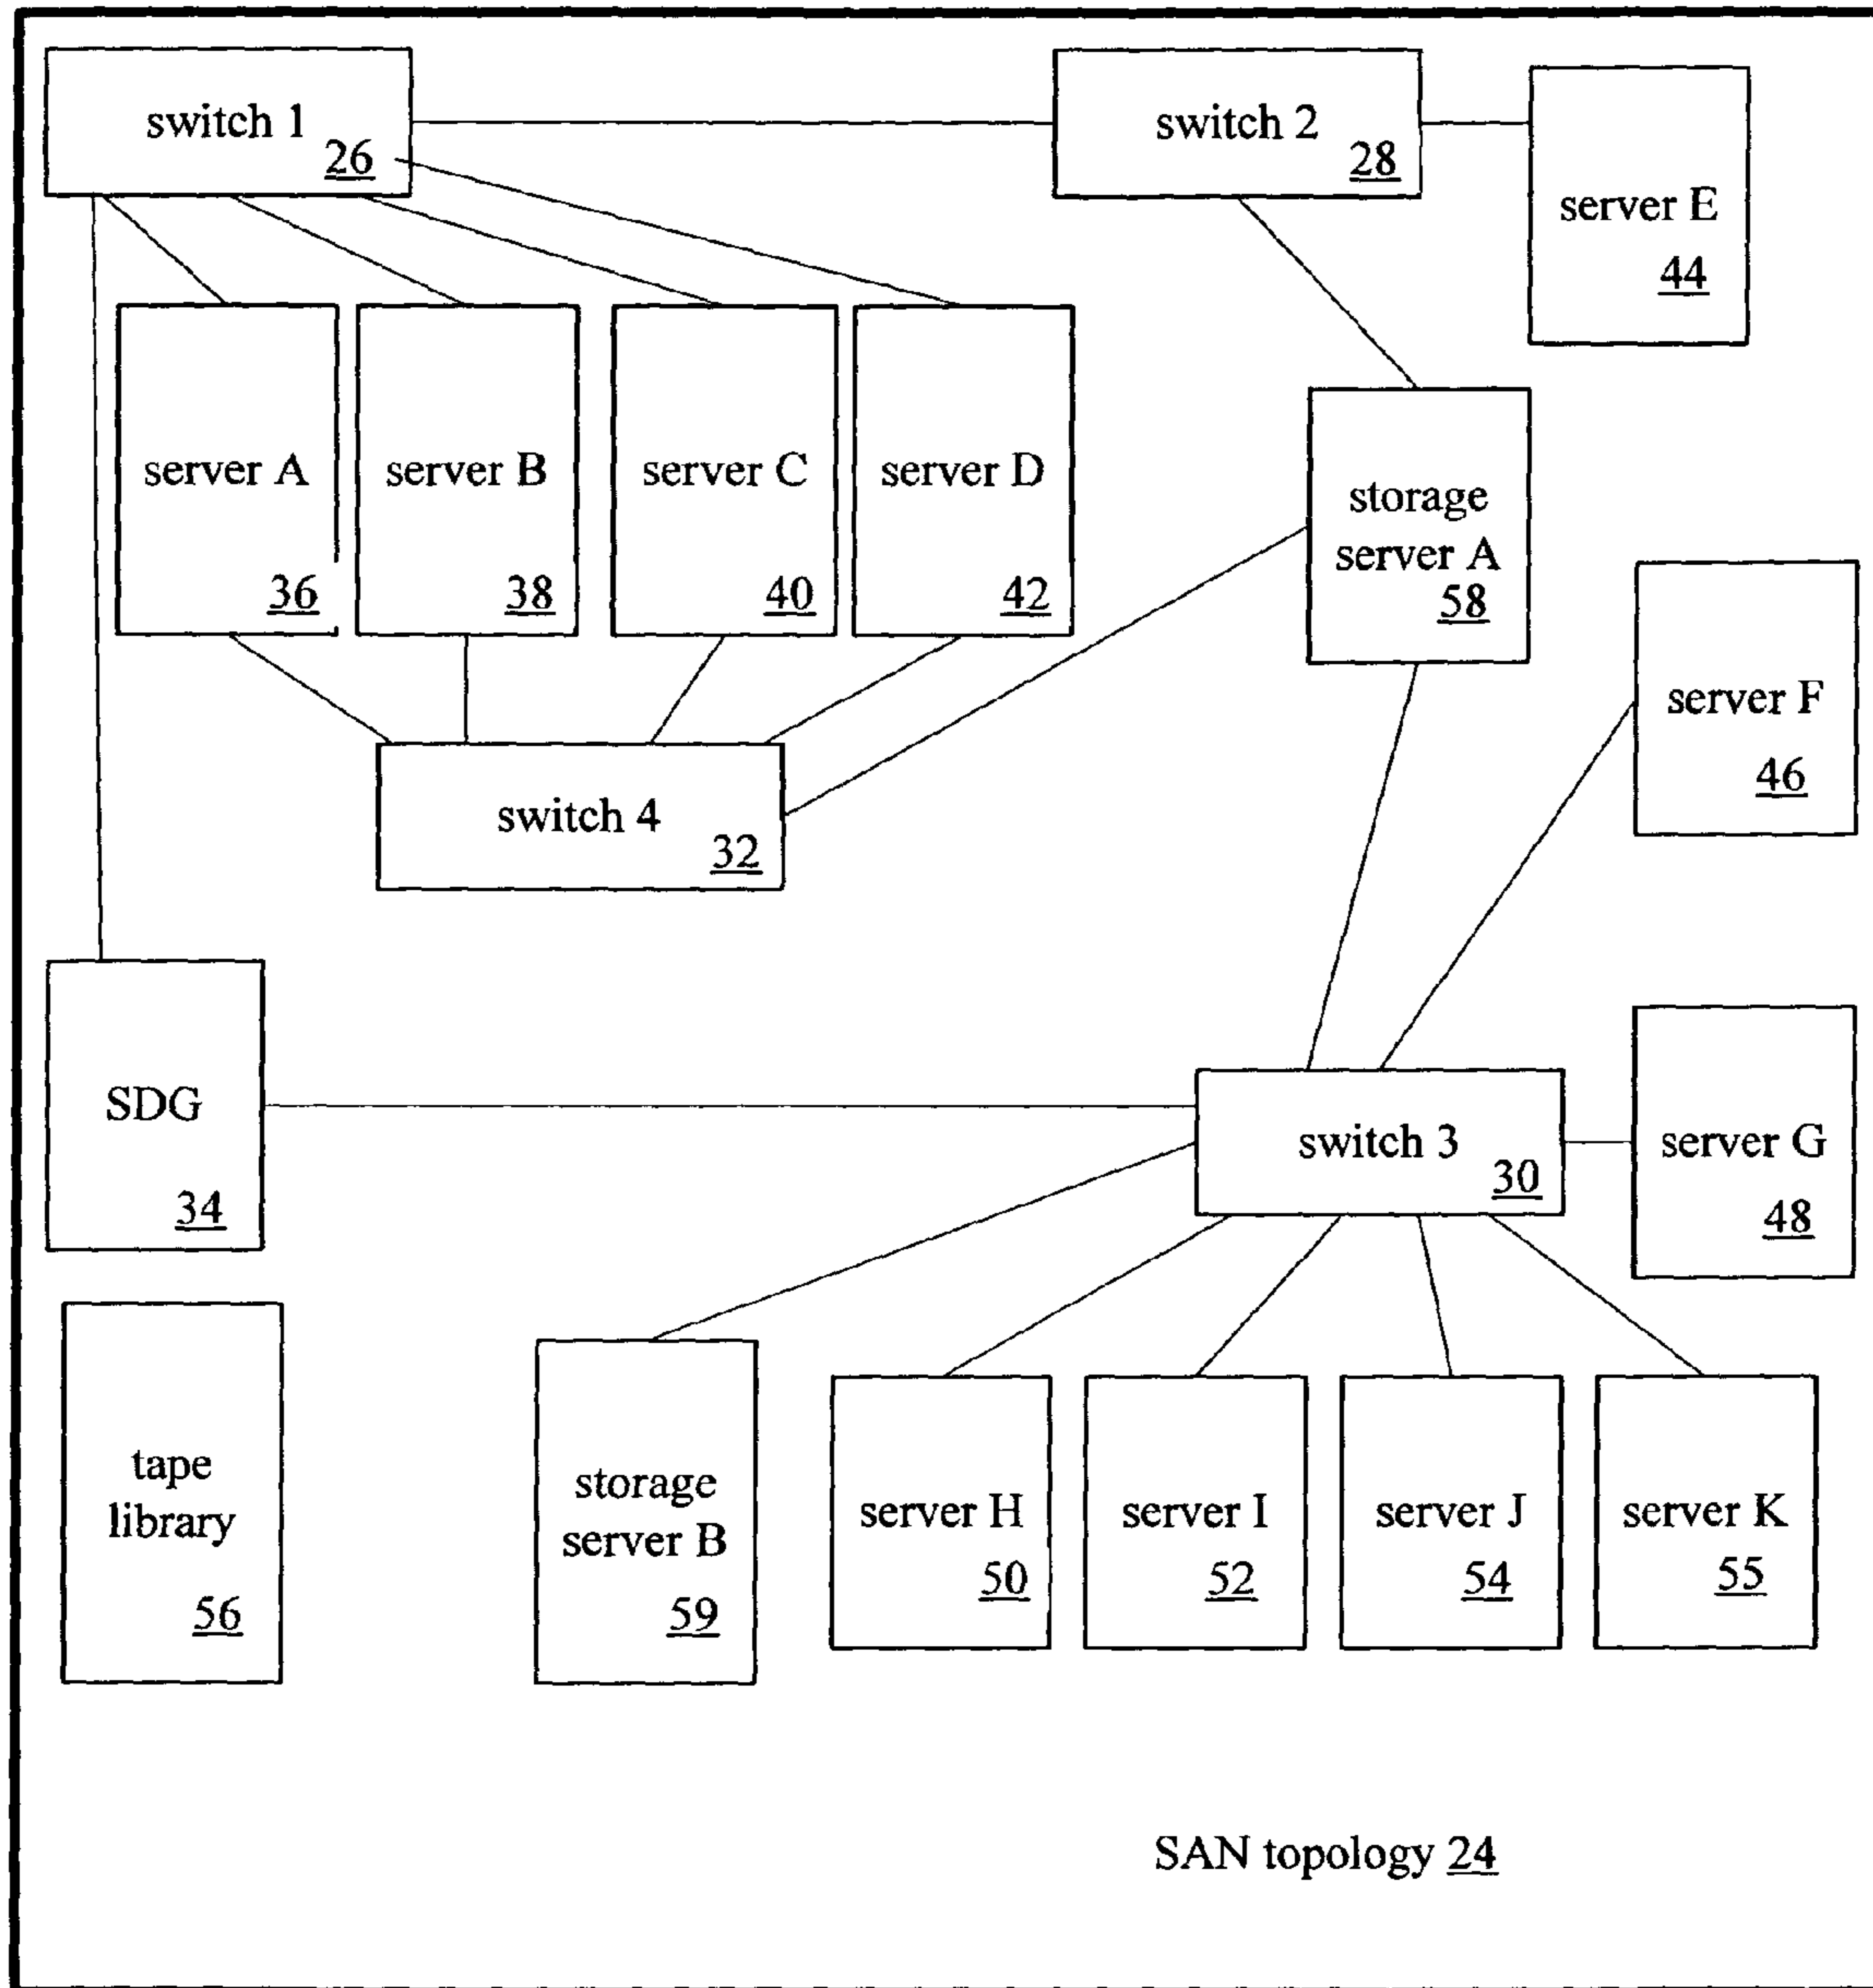 switch 1
26
switch 2
28
server E
44
server A
36
server B
38
server C
40
server D
42
storage
server A
58
server F
46
switch 4
32
SDG
34
switch 3
30
server G
48
tape
library
56
storage
server B
59
server H
50
server I
52
server J
54
server K
55
SAN topology 24